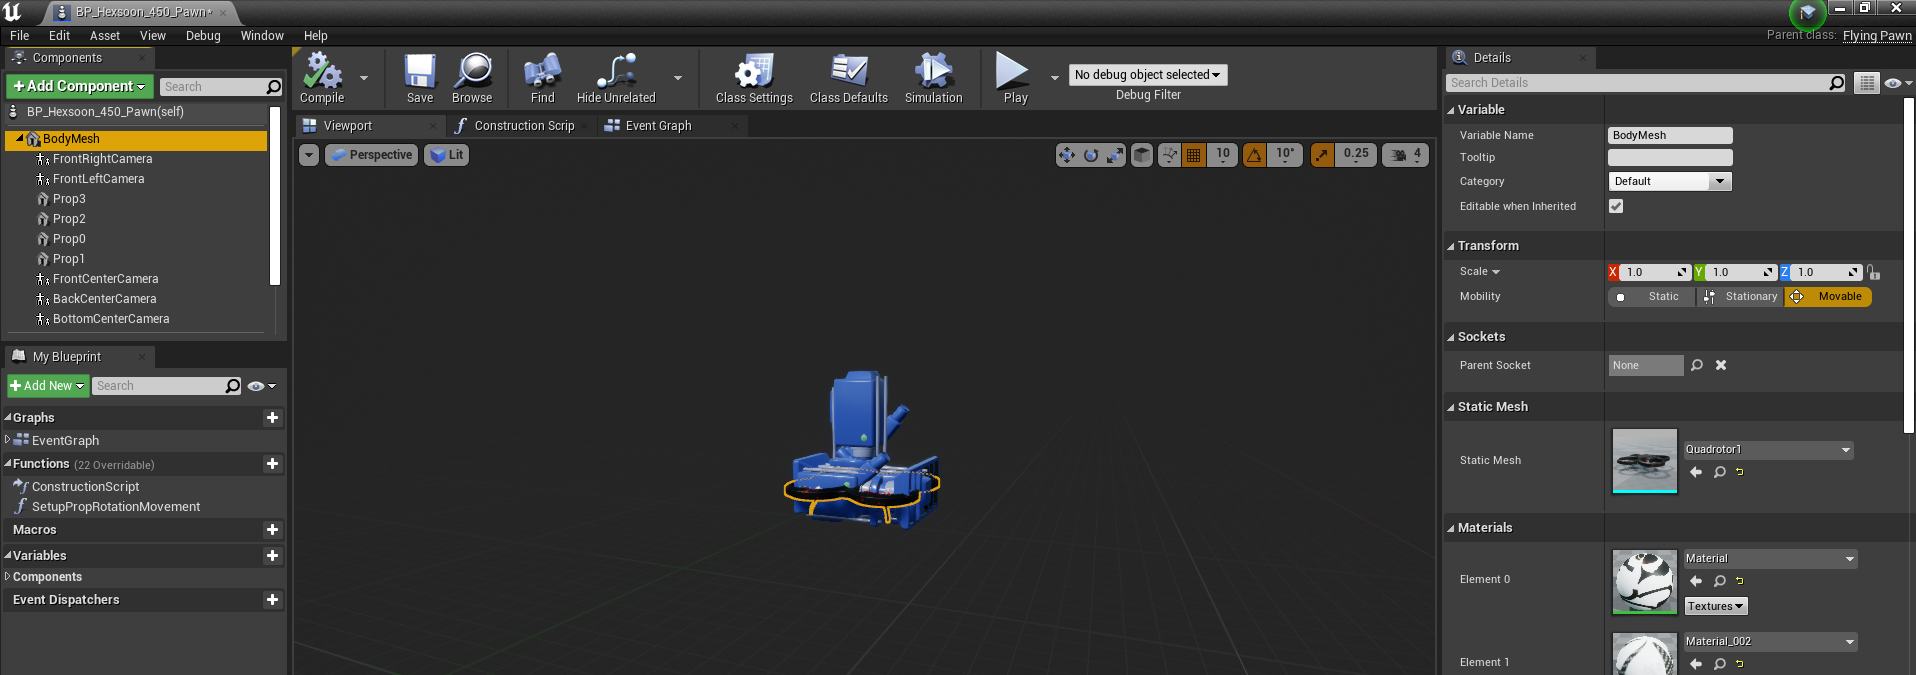 BP_Hexsoon_450_Pawn*
File Edit Asset View Debug Window Help
Parent class: Flying Pawn
Components
+ Add Component
Search
BP_Hexsoon_450_Pawn(self)
BodyMesh
FrontRightCamera
FrontLeftCamera
Prop3
Prop2
Prop0
Prop1
FrontCenterCamera
BackCenterCamera
BottomCenterCamera
My Blueprint
+ Add New
Search
Graphs
EventGraph
Functions (22 Overridable)
ConstructionScript
SetupPropRotationMovement
Macros
Variables
Components
Event Dispatchers
Compile
Save
Browse
Find
Hide Unrelated
Class Settings
Class Defaults
Simulation
Play
No debug object selected
Debug Filter
Viewport
Construction Scrip
Event Graph
Perspective
Lit
10
10°
0.25
4
Details
Search Details
Variable
Variable Name BodyMesh
Tooltip
Category Default
Editable when Inherited
Transform
Scale X 1.0 Y 1.0 Z 1.0
Mobility Static Stationary Movable
Sockets
Parent Socket None
Static Mesh
Static Mesh Quadrotor1
Materials
Element 0 Material
Textures
Element 1 Material_002